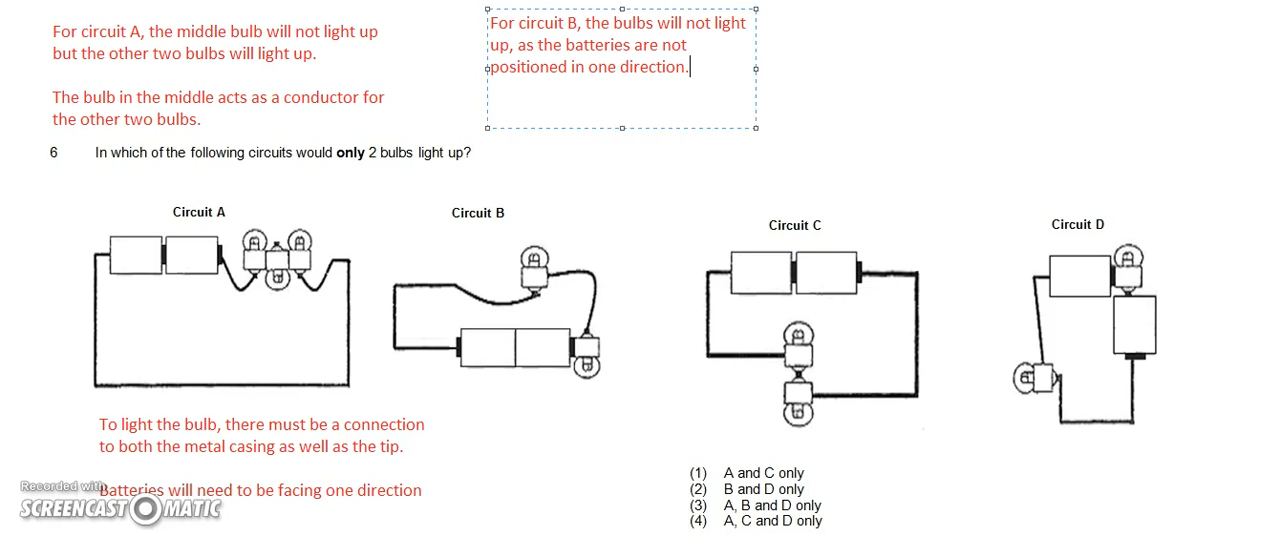 For circuit A, the middle bulb will not light up
but the other two bulbs will light up.
The bulb in the middle acts as a conductor for
the other two bulbs.
For circuit B, the bulbs will not light
up, as the batteries are not
positioned in one direction.
6 In which of the following circuits would only 2 bulbs light up?
Circuit A
Circuit B
Circuit C
Circuit D
To light the bulb, there must be a connection
to both the metal casing as well as the tip.
Batteries will need to be facing one direction
(1) A and C only
(2) B and D only
(3) A, B and D only
(4) A, C and D only
Recorded with
SCREENCAST MATIC